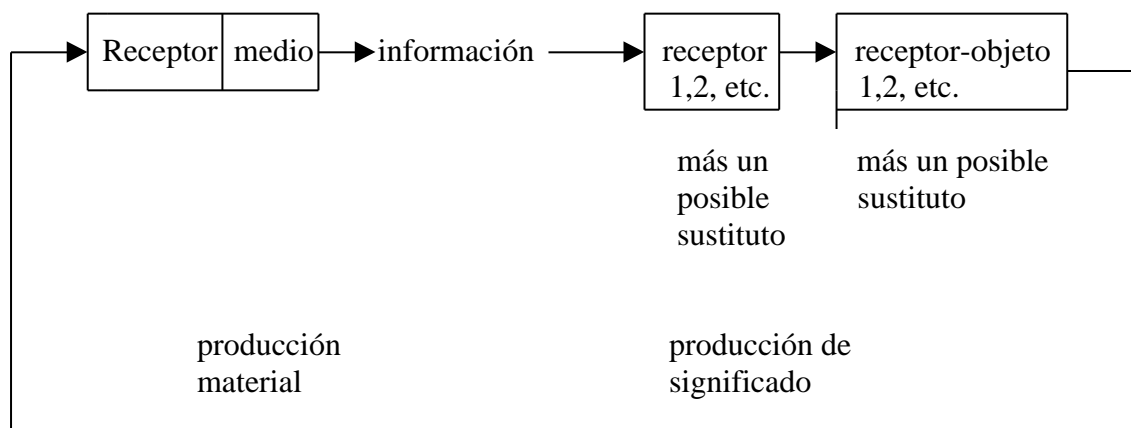 Receptor medio información receptor receptor-objeto
1,2, etc. 1,2, etc.
más un más un posible
posible sustituto
sustituto
producción producción de
material significado